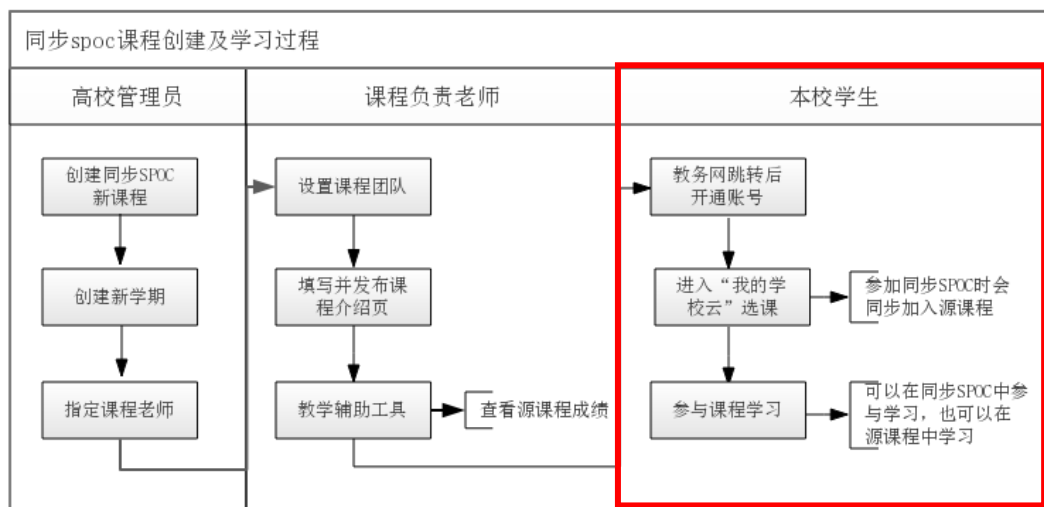 同步spoc课程创建及学习过程
高校管理员
课程负责老师
本校学生
创建同步SPOC
新课程
创建新学期
指定课程老师
设置课程团队
填写并发布课
程介绍页
教学辅助工具
查看源课程成绩
教务网跳转后
开通账号
进入“我的学
校云”选课
参加同步SPOC时会
同步加入源课程
参与课程学习
可以在同步SPOC中参
与学习，也可以在
源课程中学习